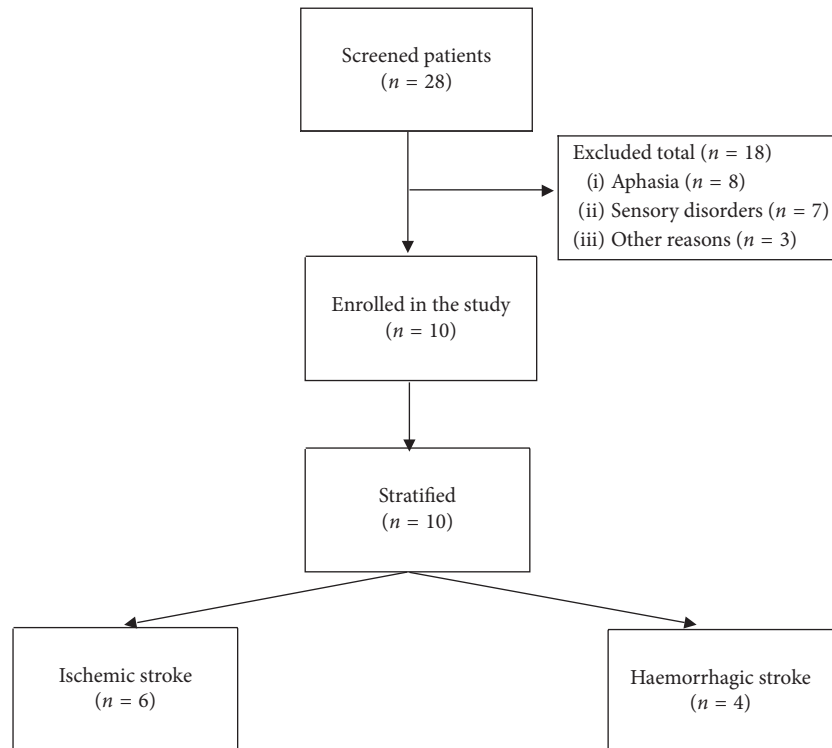 Screened patients
(n = 28)
Excluded total (n = 18)
(i) Aphasia (n = 8)
(ii) Sensory disorders (n = 7)
(iii) Other reasons (n = 3)
Enrolled in the study
(n = 10)
Stratified
(n = 10)
Ischemic stroke
(n = 6)
Haemorrhagic stroke
(n = 4)